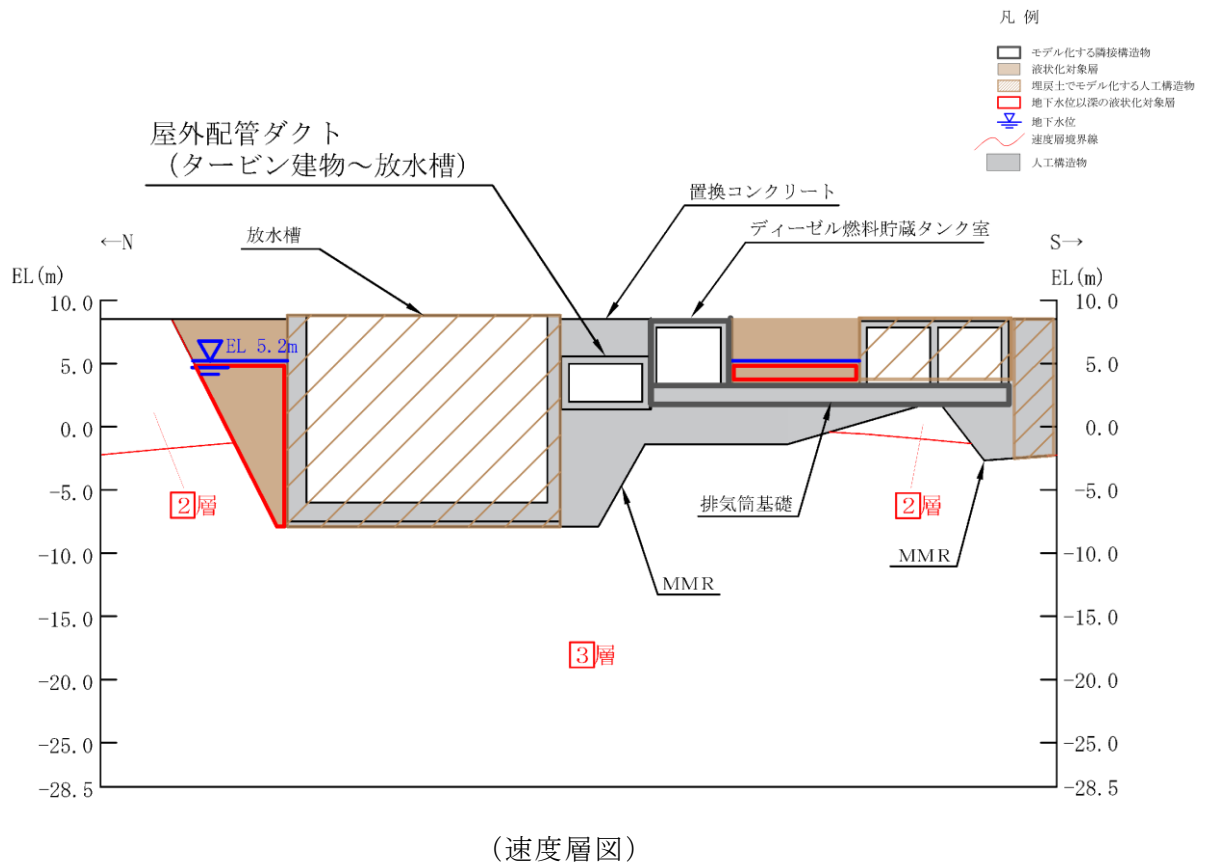 凡 例
モデル化する隣接構造物
液状化対象層
埋戻土でモデル化する人工構造物
地下水位以深の液状化対象層
地下水位
速度層境界線
人工構造物
屋外配管ダクト
（タービン建物～放水槽）
置換コンクリート
放水槽
ディーゼル燃料貯蔵タンク室
←N
S→
EL(m)
EL(m)
10.0
10.0
EL 5.2m
5.0
5.0
0.0
0.0
2層
排気筒基礎
2層
-5.0
-5.0
-10.0
MMR
-10.0
MMR
-15.0
-15.0
3層
-20.0
-20.0
-25.0
-25.0
-28.5
-28.5
(速度層図)